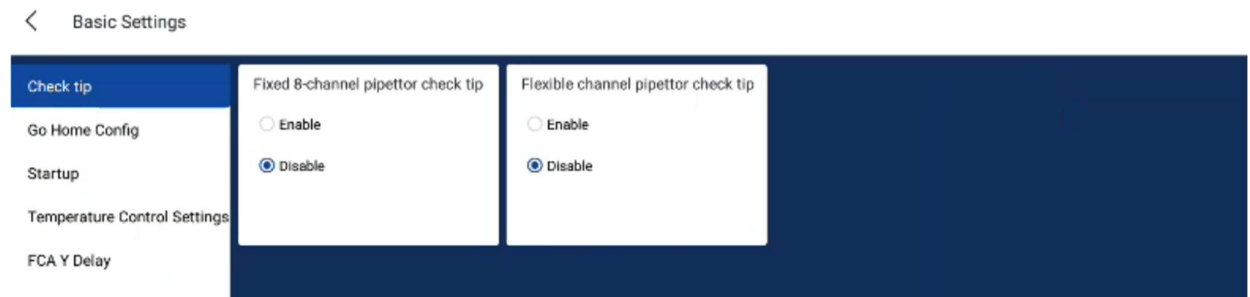 Basic Settings
Check tip
Go Home Config
Startup
Temperature Control Settings
FCA Y Delay
Fixed 8-channel pipettor check tip
Enable
Disable
Flexible channel pipettor check tip
Enable
Disable